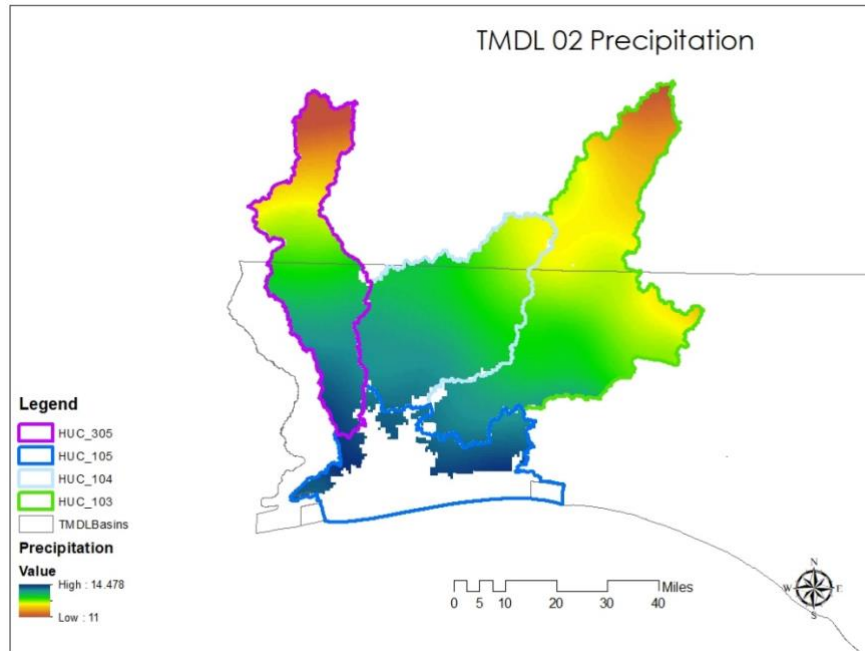 TMDL 02 Precipitation
Legend
HUC_305
HUC_105
HUC_104
HUC_103
TMDLBasins
Precipitation
Value
High : 14.478
Low : 11
0 5 10 20 30 40
Miles
N
W E
S